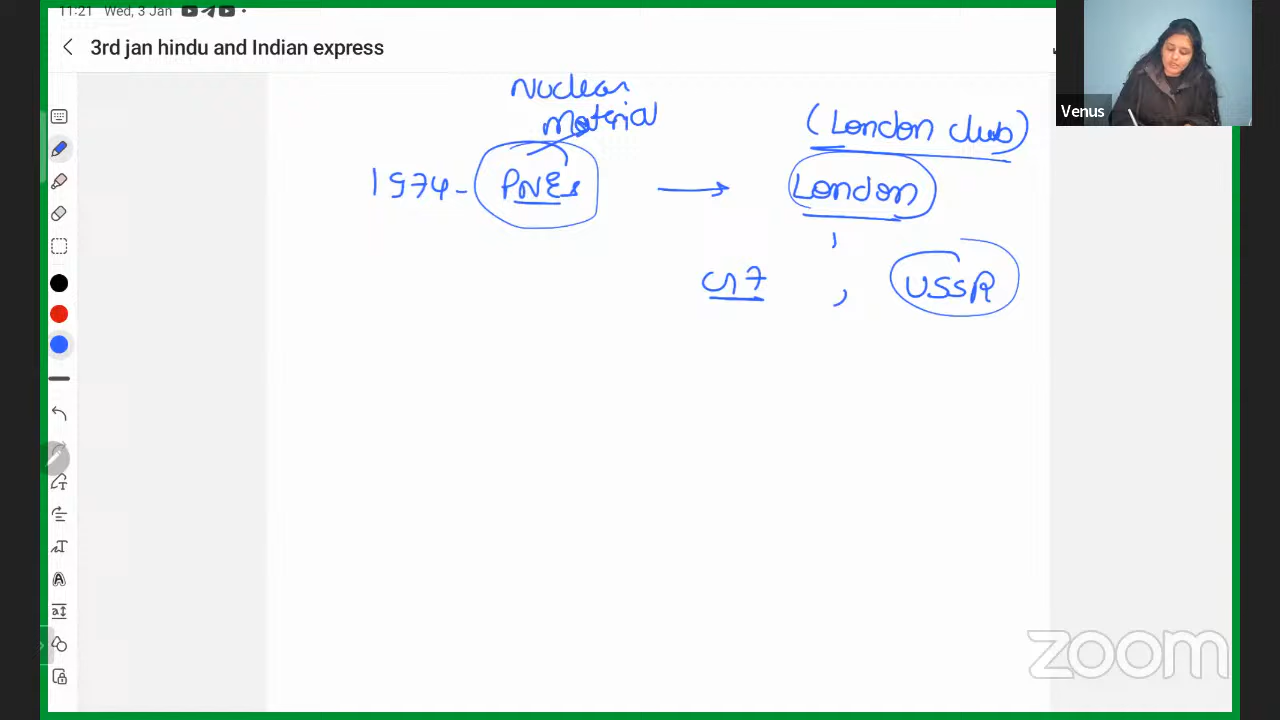 11:21 Wed, 3 Jan
3rd jan hindu and Indian express
Venus
Nuclear
Material
(London club)
1974- PNEs → London
G7 , USSR
zoom